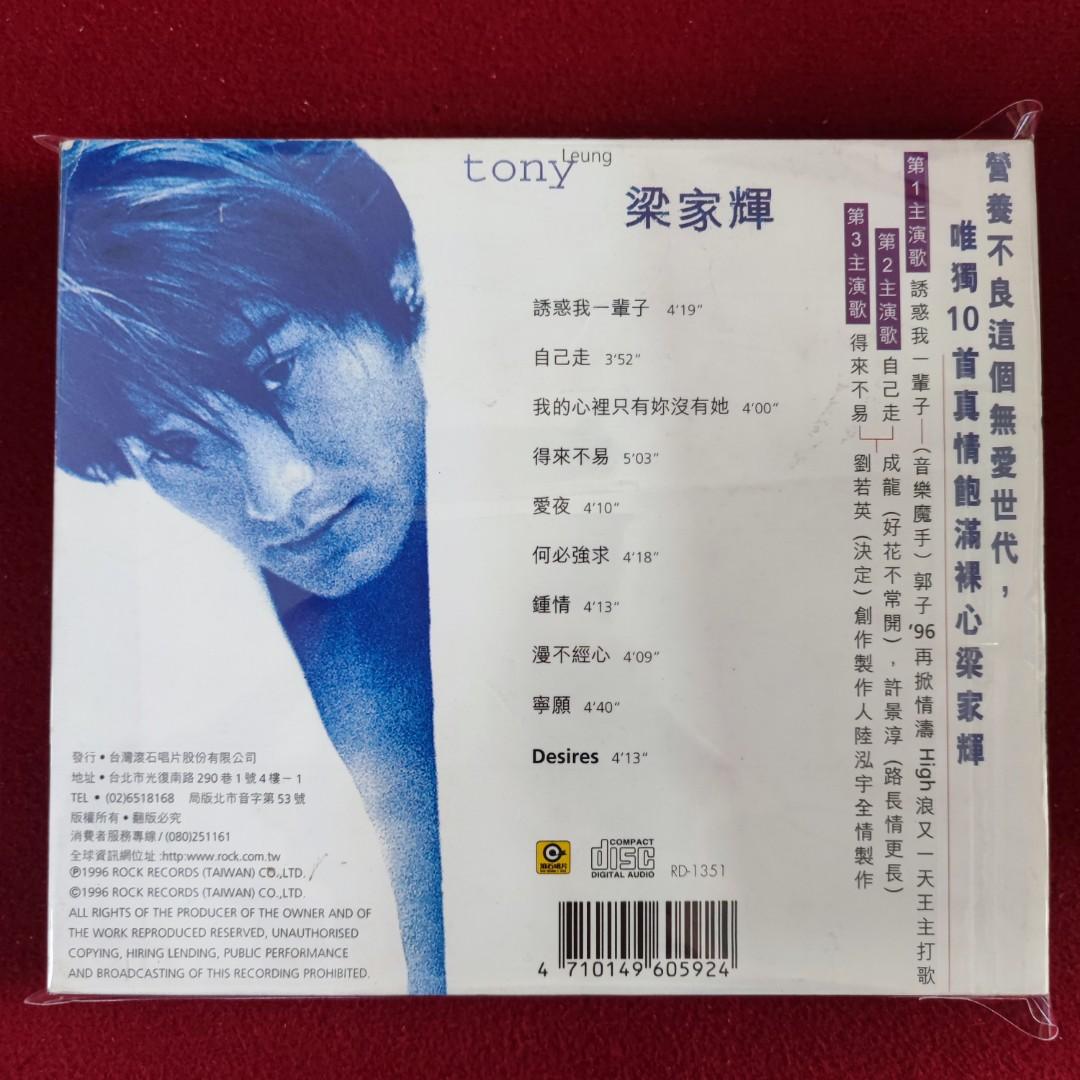 tony Leung
梁家輝
誘惑我一輩子 4'19"
自己走 3'52"
我的心裡只有妳沒有她 4'00"
得來不易 5'03"
愛夜 4'10"
何必強求 4'18"
鍾情 4'13"
漫不經心 4'09"
寧願 4'40"
Desires 4'13"
營養不良這個無愛世代，
唯獨10首真情飽滿裸心梁家輝
第1主演歌 誘惑我一輩子—（音樂魔手）郭子'96再掀情濤High浪又一天王主打歌
第2主演歌 自己走 成龍（好花不常開），許景淳（路長情更長）
第3主演歌 得來不易 劉若英（決定）創作製作人陸泓宇全情製作
發行•台灣滾石唱片股份有限公司
地址•台北市光復南路290巷1號4樓－1
TEL•(02)6518168 局版北市音字第53號
版權所有•翻版必究
消費者服務專線/(080)251161
全球資訊網位址:http:www.rock.com.tw
Ⓟ1996 ROCK RECORDS (TAIWAN) CO.,LTD.
©1996 ROCK RECORDS (TAIWAN) CO.,LTD.
ALL RIGHTS OF THE PRODUCER OF THE OWNER AND OF
THE WORK REPRODUCED RESERVED, UNAUTHORISED
COPYING, HIRING LENDING, PUBLIC PERFORMANCE
AND BROADCASTING OF THIS RECORDING PROHIBITED.
滾石唱片
COMPACT
disc
DIGITAL AUDIO
RD-1351
4 710149 605924